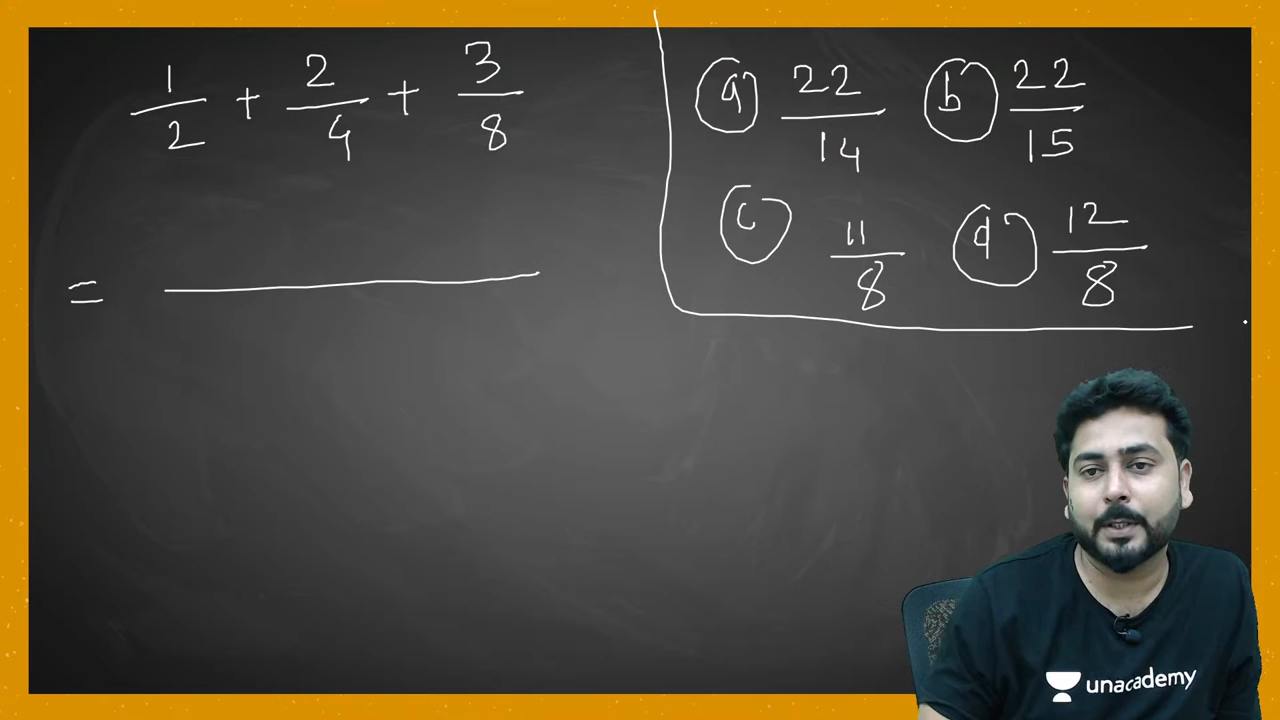 1/2 + 2/4 + 3/8
=
a 22/14 b 22/15
c 11/8 d 12/8
unacademy